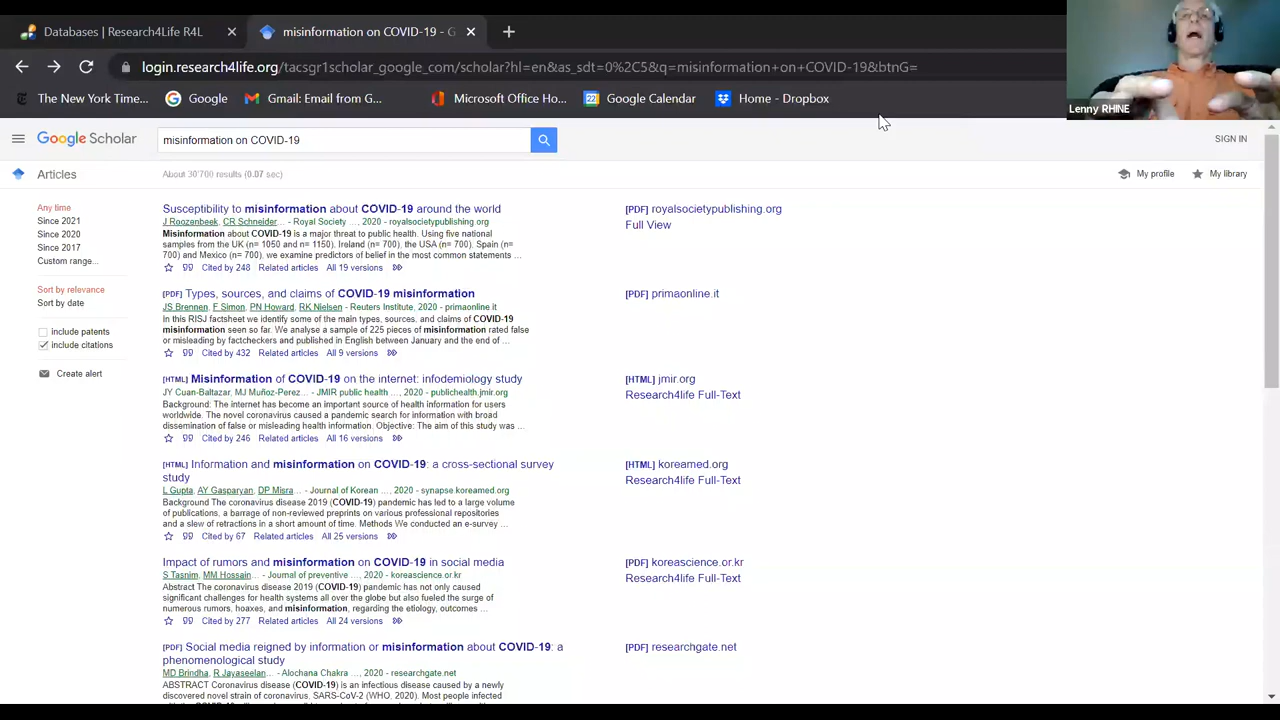 Databases | Research4Life R4L
misinformation on COVID-19 - G
login.research4life.org/tacsgr1scholar_google_com/scholar?hl=en&as_sdt=0%2C5&q=misinformation+on+COVID-19&btnG=
The New York Time... Google Gmail: Email from G... Microsoft Office Ho... 22 Google Calendar Home - Dropbox
Lenny RHINE
Google Scholar misinformation on COVID-19 SIGN IN
Articles About 30'700 results (0.07 sec) My profile My library
Any time
Since 2021
Since 2020
Since 2017
Custom range...
Sort by relevance
Sort by date
include patents
include citations
Create alert
Susceptibility to misinformation about COVID-19 around the world
J Roozenbeek, CR Schneider... - Royal Society ..., 2020 - royalsocietypublishing.org
Misinformation about COVID-19 is a major threat to public health. Using five national
samples from the UK (n= 1050 and n= 1150). Ireland (n= 700), the USA (n= 700). Spain (n=
700) and Mexico (n= 700), we examine predictors of belief in the most common statements ...
Cited by 248 Related articles All 19 versions
[PDF] royalsocietypublishing.org
Full View
[PDF] Types, sources, and claims of COVID-19 misinformation
JS Brennen, F Simon, PN Howard, RK Nielsen - Reuters Institute, 2020 - primaonline.it
In this RISJ factsheet we identify some of the main types, sources, and claims of COVID-19
misinformation seen so far. We analyse a sample of 225 pieces of misinformation rated false
or misleading by factcheckers and published in English between January and the end of ...
Cited by 432 Related articles All 9 versions
[PDF] primaonline.it
[HTML] Misinformation of COVID-19 on the internet: infodemiology study
JY Cuan-Baltazar, MJ Muñoz-Perez... - JMIR public health ..., 2020 - publichealth.jmir.org
Background: The internet has become an important source of health information for users
worldwide. The novel coronavirus caused a pandemic search for information with broad
dissemination of false or misleading health information. Objective: The aim of this study was ...
Cited by 246 Related articles All 16 versions
[HTML] jmir.org
Research4life Full-Text
[HTML] Information and misinformation on COVID-19: a cross-sectional survey
study
L Gupta, AY Gasparyan, DP Misra... - Journal of Korean ..., 2020 - synapse.koreamed.org
Background The coronavirus disease 2019 (COVID-19) pandemic has led to a large volume
of publications, a barrage of non-reviewed preprints on various professional repositories
and a slew of retractions in a short amount of time. Methods We conducted an e-survey ...
Cited by 67 Related articles All 25 versions
[HTML] koreamed.org
Research4life Full-Text
Impact of rumors and misinformation on COVID-19 in social media
S Tasnim, MM Hossain... - Journal of preventive ..., 2020 - koreascience.or.kr
Abstract The coronavirus disease 2019 (COVID-19) pandemic has not only caused
significant challenges for health systems all over the globe but also fueled the surge of
numerous rumors, hoaxes, and misinformation, regarding the etiology, outcomes ...
Cited by 277 Related articles All 24 versions
[PDF] koreascience.or.kr
Research4life Full-Text
[PDF] Social media reigned by information or misinformation about COVID-19: a
phenomenological study
MD Brindha, R Jayaseelan... - Alochana Chakra ..., 2020 - researchgate.net
ABSTRACT Coronavirus disease (COVID-19) is an infectious disease caused by a newly
discovered novel strain of coronavirus, SARS-CoV-2 (WHO, 2020). Most people infected
[PDF] researchgate.net